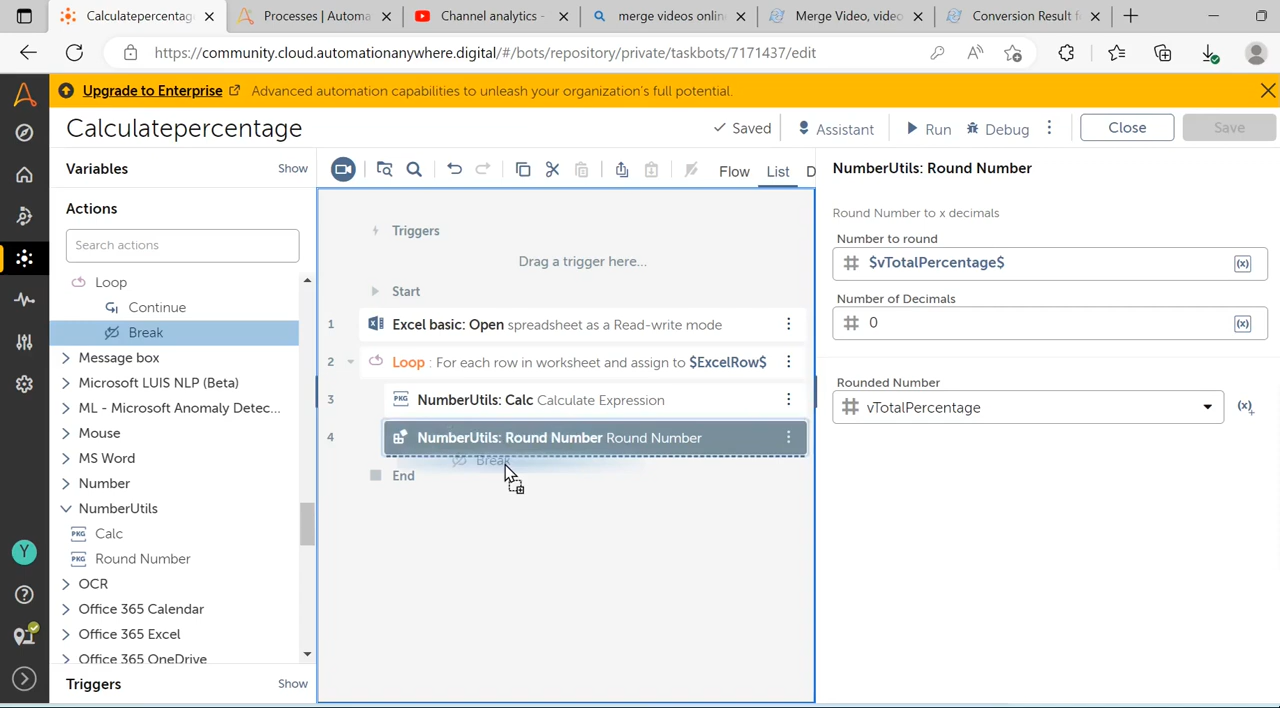 Calculatepercentag
Processes | Automa
Channel analytics -
merge videos onlin
Merge Video, video
Conversion Result f
https://community.cloud.automationanywhere.digital/#/bots/repository/private/taskbots/7171437/edit
Upgrade to Enterprise
Advanced automation capabilities to unleash your organization's full potential.
Calculatepercentage
Saved
Assistant
Run
Debug
Close
Save
Variables
Show
Flow
List
D
Actions
Search actions
Loop
Continue
Break
Message box
Microsoft LUIS NLP (Beta)
ML - Microsoft Anomaly Detec...
Mouse
MS Word
Number
NumberUtils
PKG Calc
PKG Round Number
OCR
Office 365 Calendar
Office 365 Excel
Office 365 OneDrive
Triggers
Show
Y
Triggers
Drag a trigger here...
Start
1 Excel basic: Open spreadsheet as a Read-write mode
2 Loop : For each row in worksheet and assign to $ExcelRow$
3 PKG NumberUtils: Calc Calculate Expression
4 NumberUtils: Round Number Round Number
Break
End
NumberUtils: Round Number
Round Number to x decimals
Number to round
$vTotalPercentage$
(x)
Number of Decimals
0
(x)
Rounded Number
vTotalPercentage
(x)+